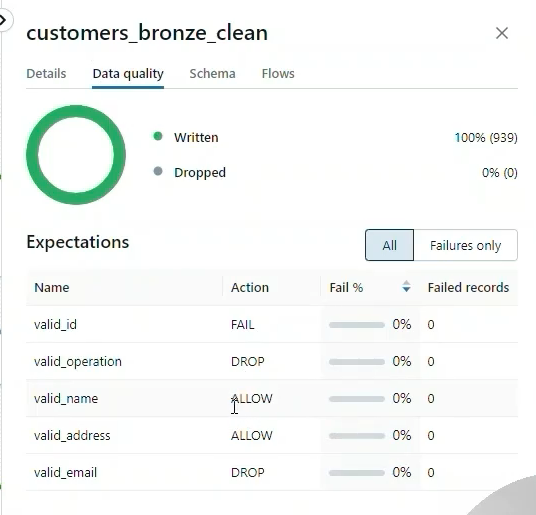 customers_bronze_clean
Details Data quality Schema Flows
Written 100% (939)
Dropped 0% (0)
Expectations All Failures only
Name Action Fail % Failed records
valid_id FAIL 0% 0
valid_operation DROP 0% 0
valid_name ALLOW 0% 0
valid_address ALLOW 0% 0
valid_email DROP 0% 0